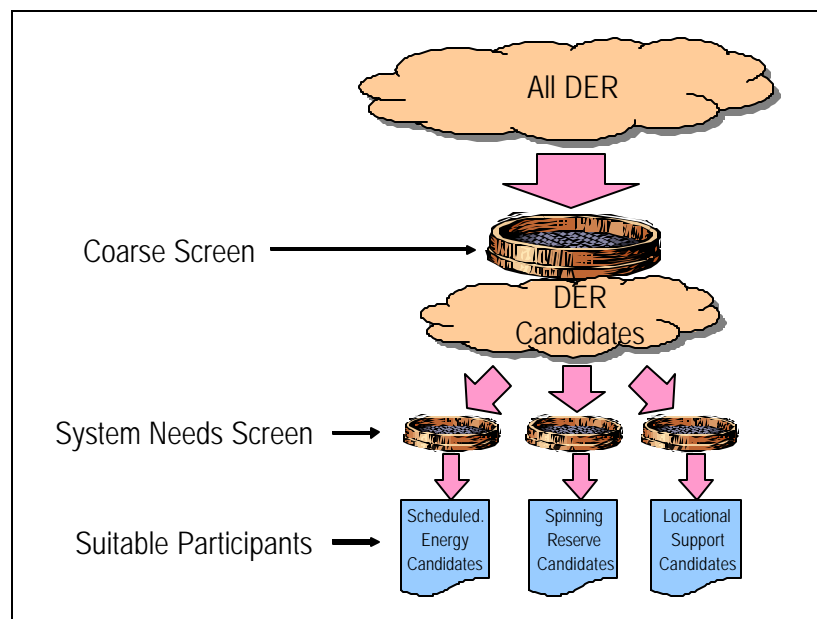 All DER
Coarse Screen
DER
Candidates
System Needs Screen
Suitable Participants
Scheduled.
Energy
Candidates
Spinning
Reserve
Candidates
Locational
Support
Candidates